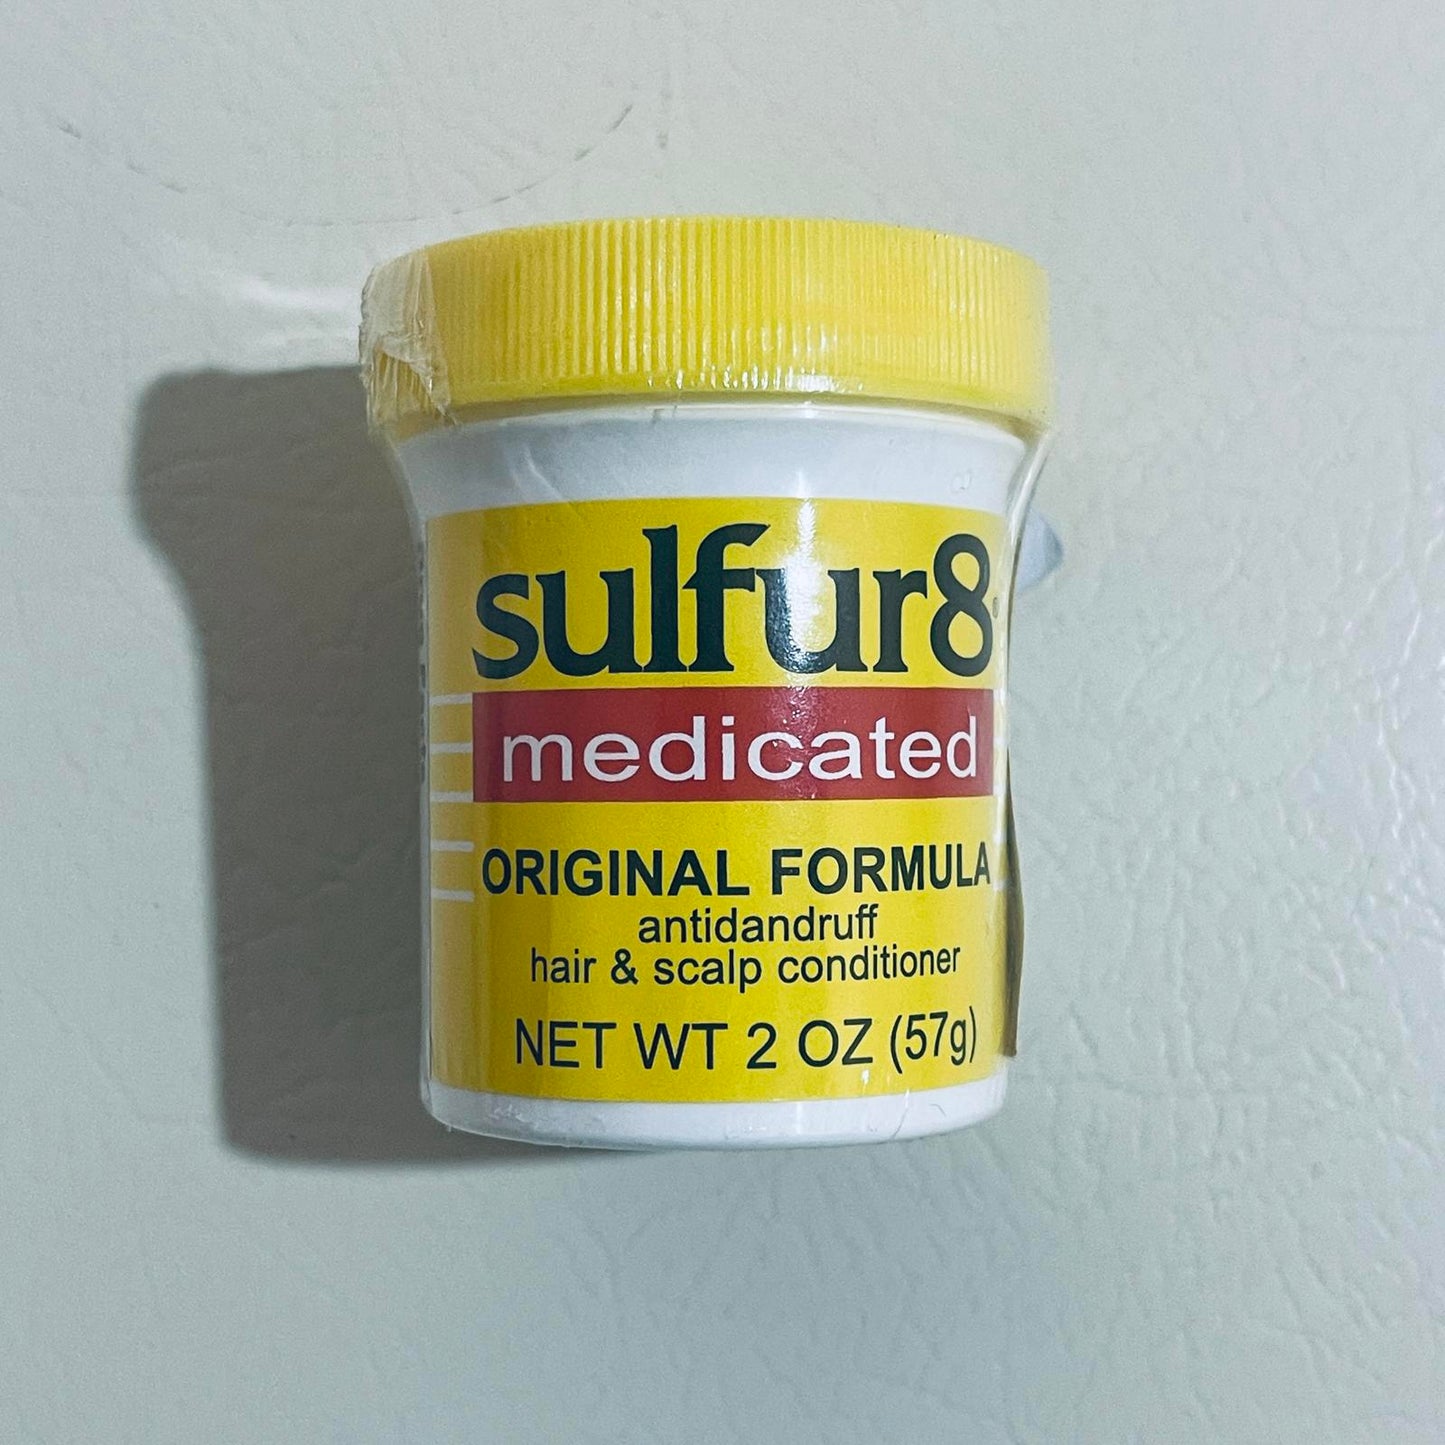 sulfur8®
medicated
ORIGINAL FORMULA
antidandruff
hair & scalp conditioner
NET WT 2 OZ (57g)